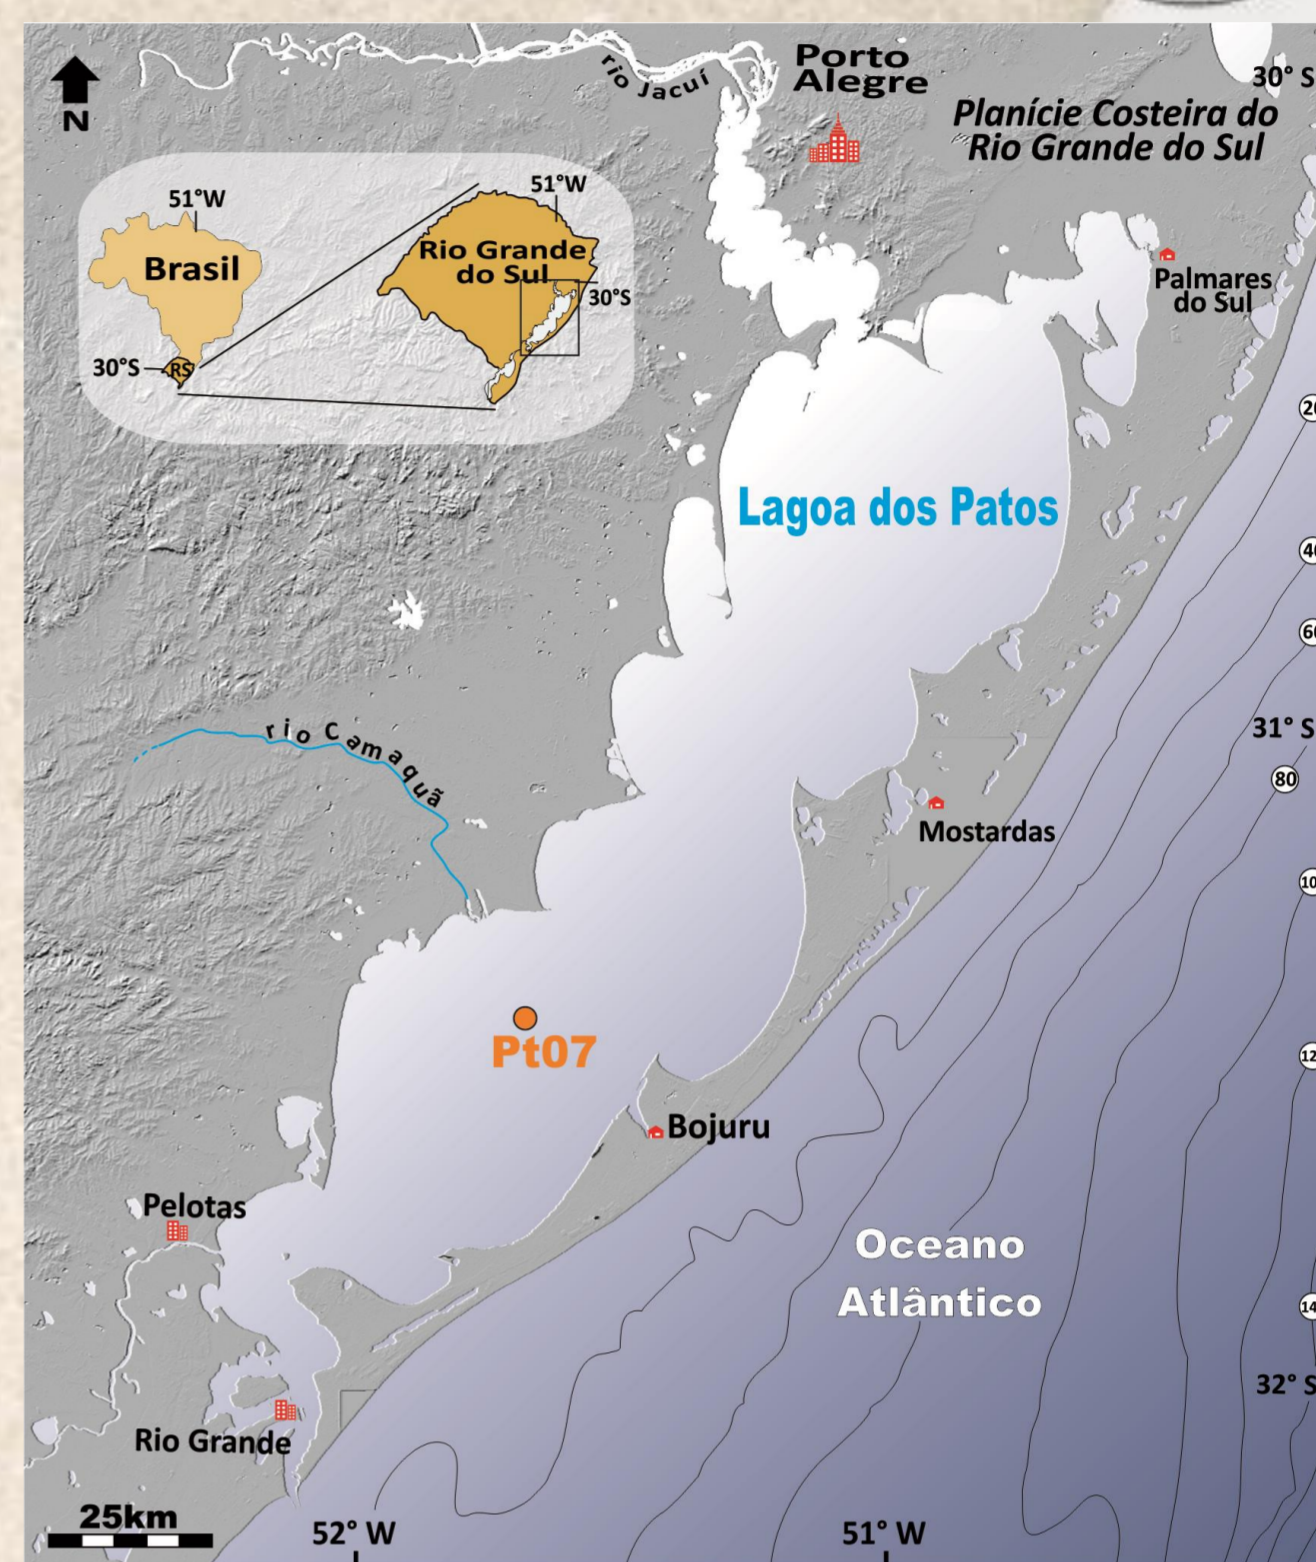 Porto
Alegre
rio Jacuí
30° S
Planície Costeira do
Rio Grande do Sul
N
51°W
51°W
Brasil
Rio Grande
do Sul
30°S
30°S
RS
Palmares
do Sul
Lagoa dos Patos
rio Camaquã
31° S
80
Mostardas
Pt07
Bojuru
Pelotas
Oceano
Atlântico
32° S
Rio Grande
25km
52° W
51° W